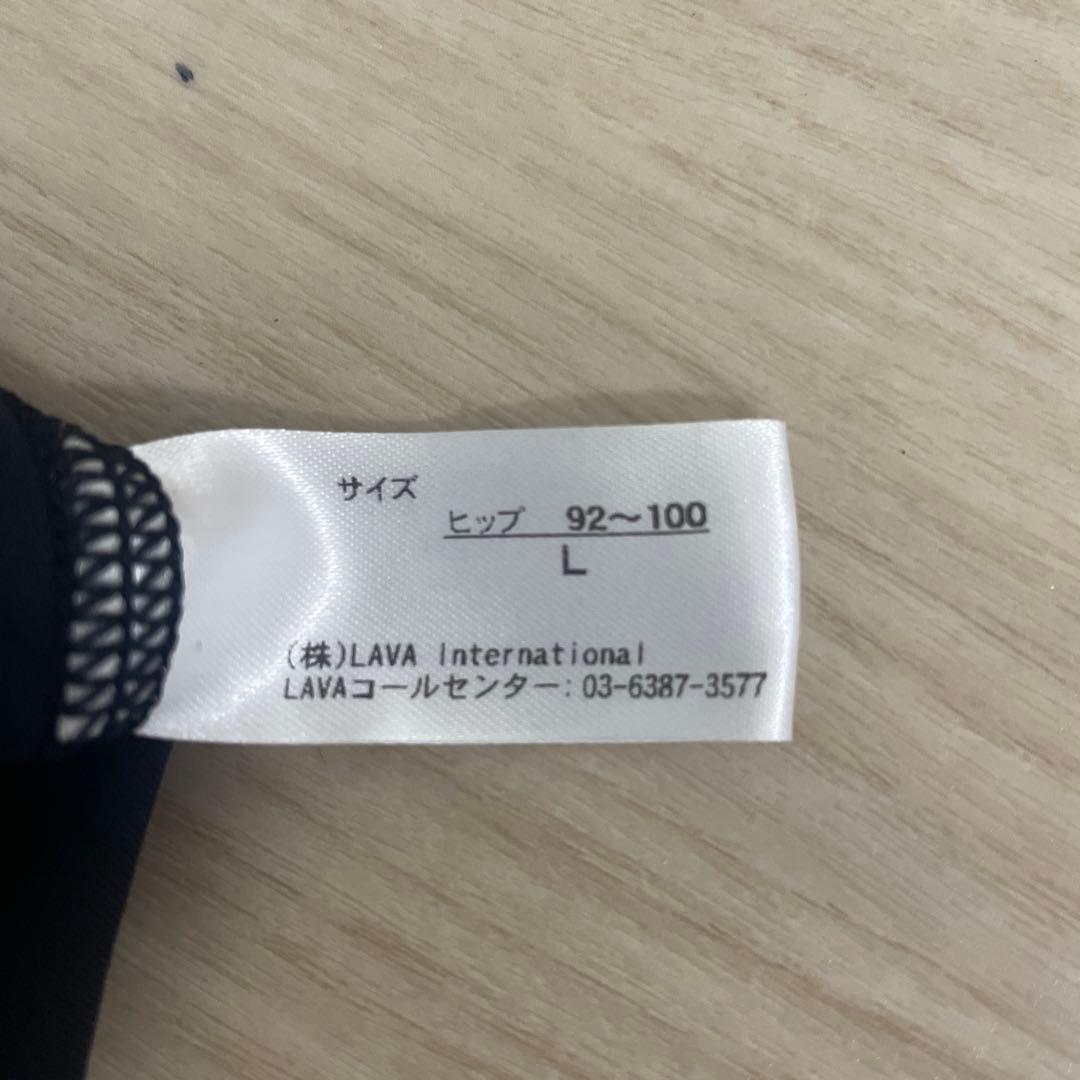 サイズ
ヒップ 92〜100
L
(株)LAVA International
LAVAコールセンター: 03-6387-3577